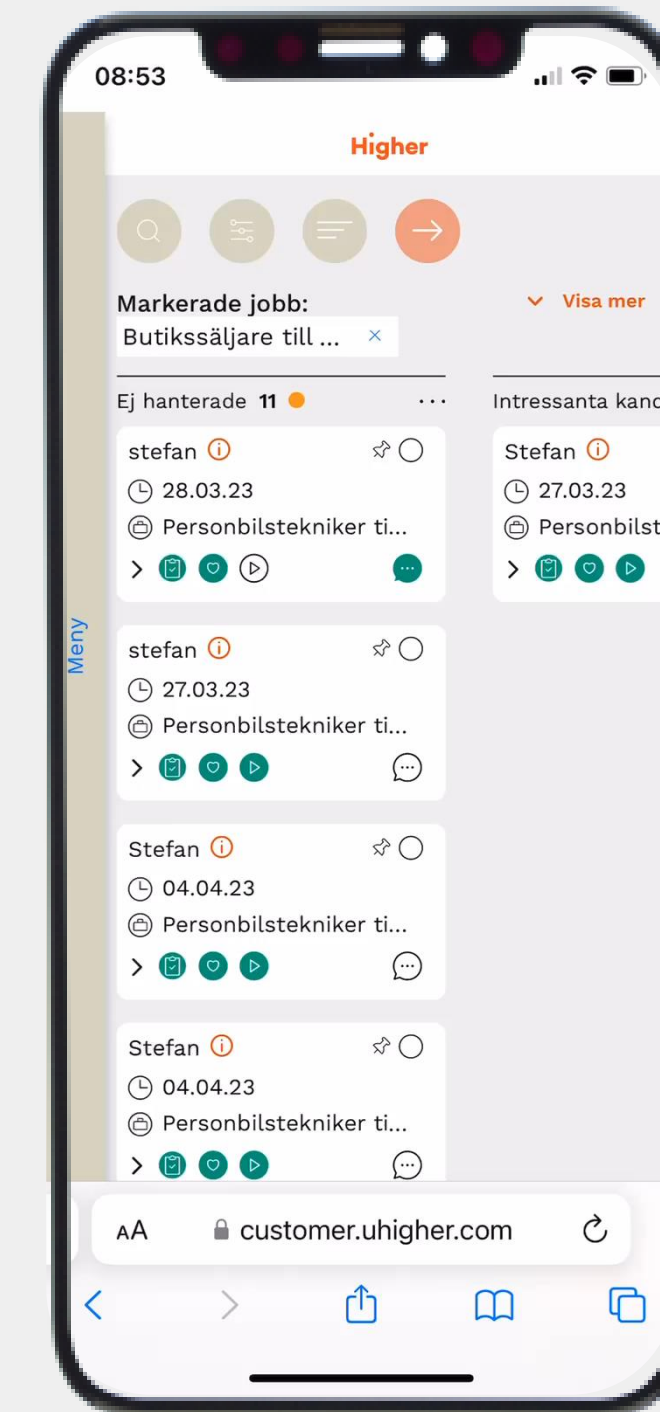 08:53
Higher
Markerade jobb:
Visa mer
Butikssäljare till ...
Ej hanterade 11
Intressanta kand
stefan
28.03.23
Personbilstekniker ti...
Stefan
27.03.23
Personbilst
Meny
stefan
27.03.23
Personbilstekniker ti...
Stefan
04.04.23
Personbilstekniker ti...
Stefan
04.04.23
Personbilstekniker ti...
AA
customer.uhigher.com